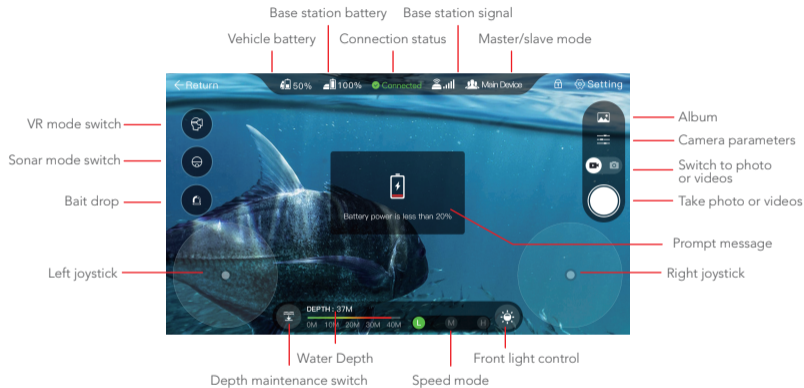 Base station battery
Base station signal
Vehicle battery
Connection status
Master/slave mode
Return
50%
100%
Connected
Main Device
Setting
VR mode switch
Sonar mode switch
Bait drop
Left joystick
Album
Camera parameters
Switch to photo
or videos
Take photo or videos
Battery power is less than 20%
Prompt message
Right joystick
DEPTH : 37M
0M 10M 20M 30M 40M
L M H
Water Depth
Front light control
Depth maintenance switch
Speed mode